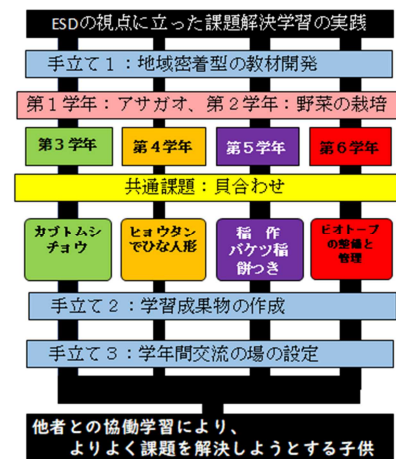 ESDの視点に立った課題解決学習の実践
手立て1：地域密着型の教材開発
第1学年：アサガオ、第2学年：野菜の栽培
第3学年
第4学年
第5学年
第6学年
共通課題：貝合わせ
カブトムシ
チョウ
ヒョウタン
でひな人形
稲　作
バケツ稲
餅つき
ビオトープ
の整備と
管理
手立て2：学習成果物の作成
手立て3：学年間交流の場の設定
他者との協働学習により、
よりよく課題を解決しようとする子供